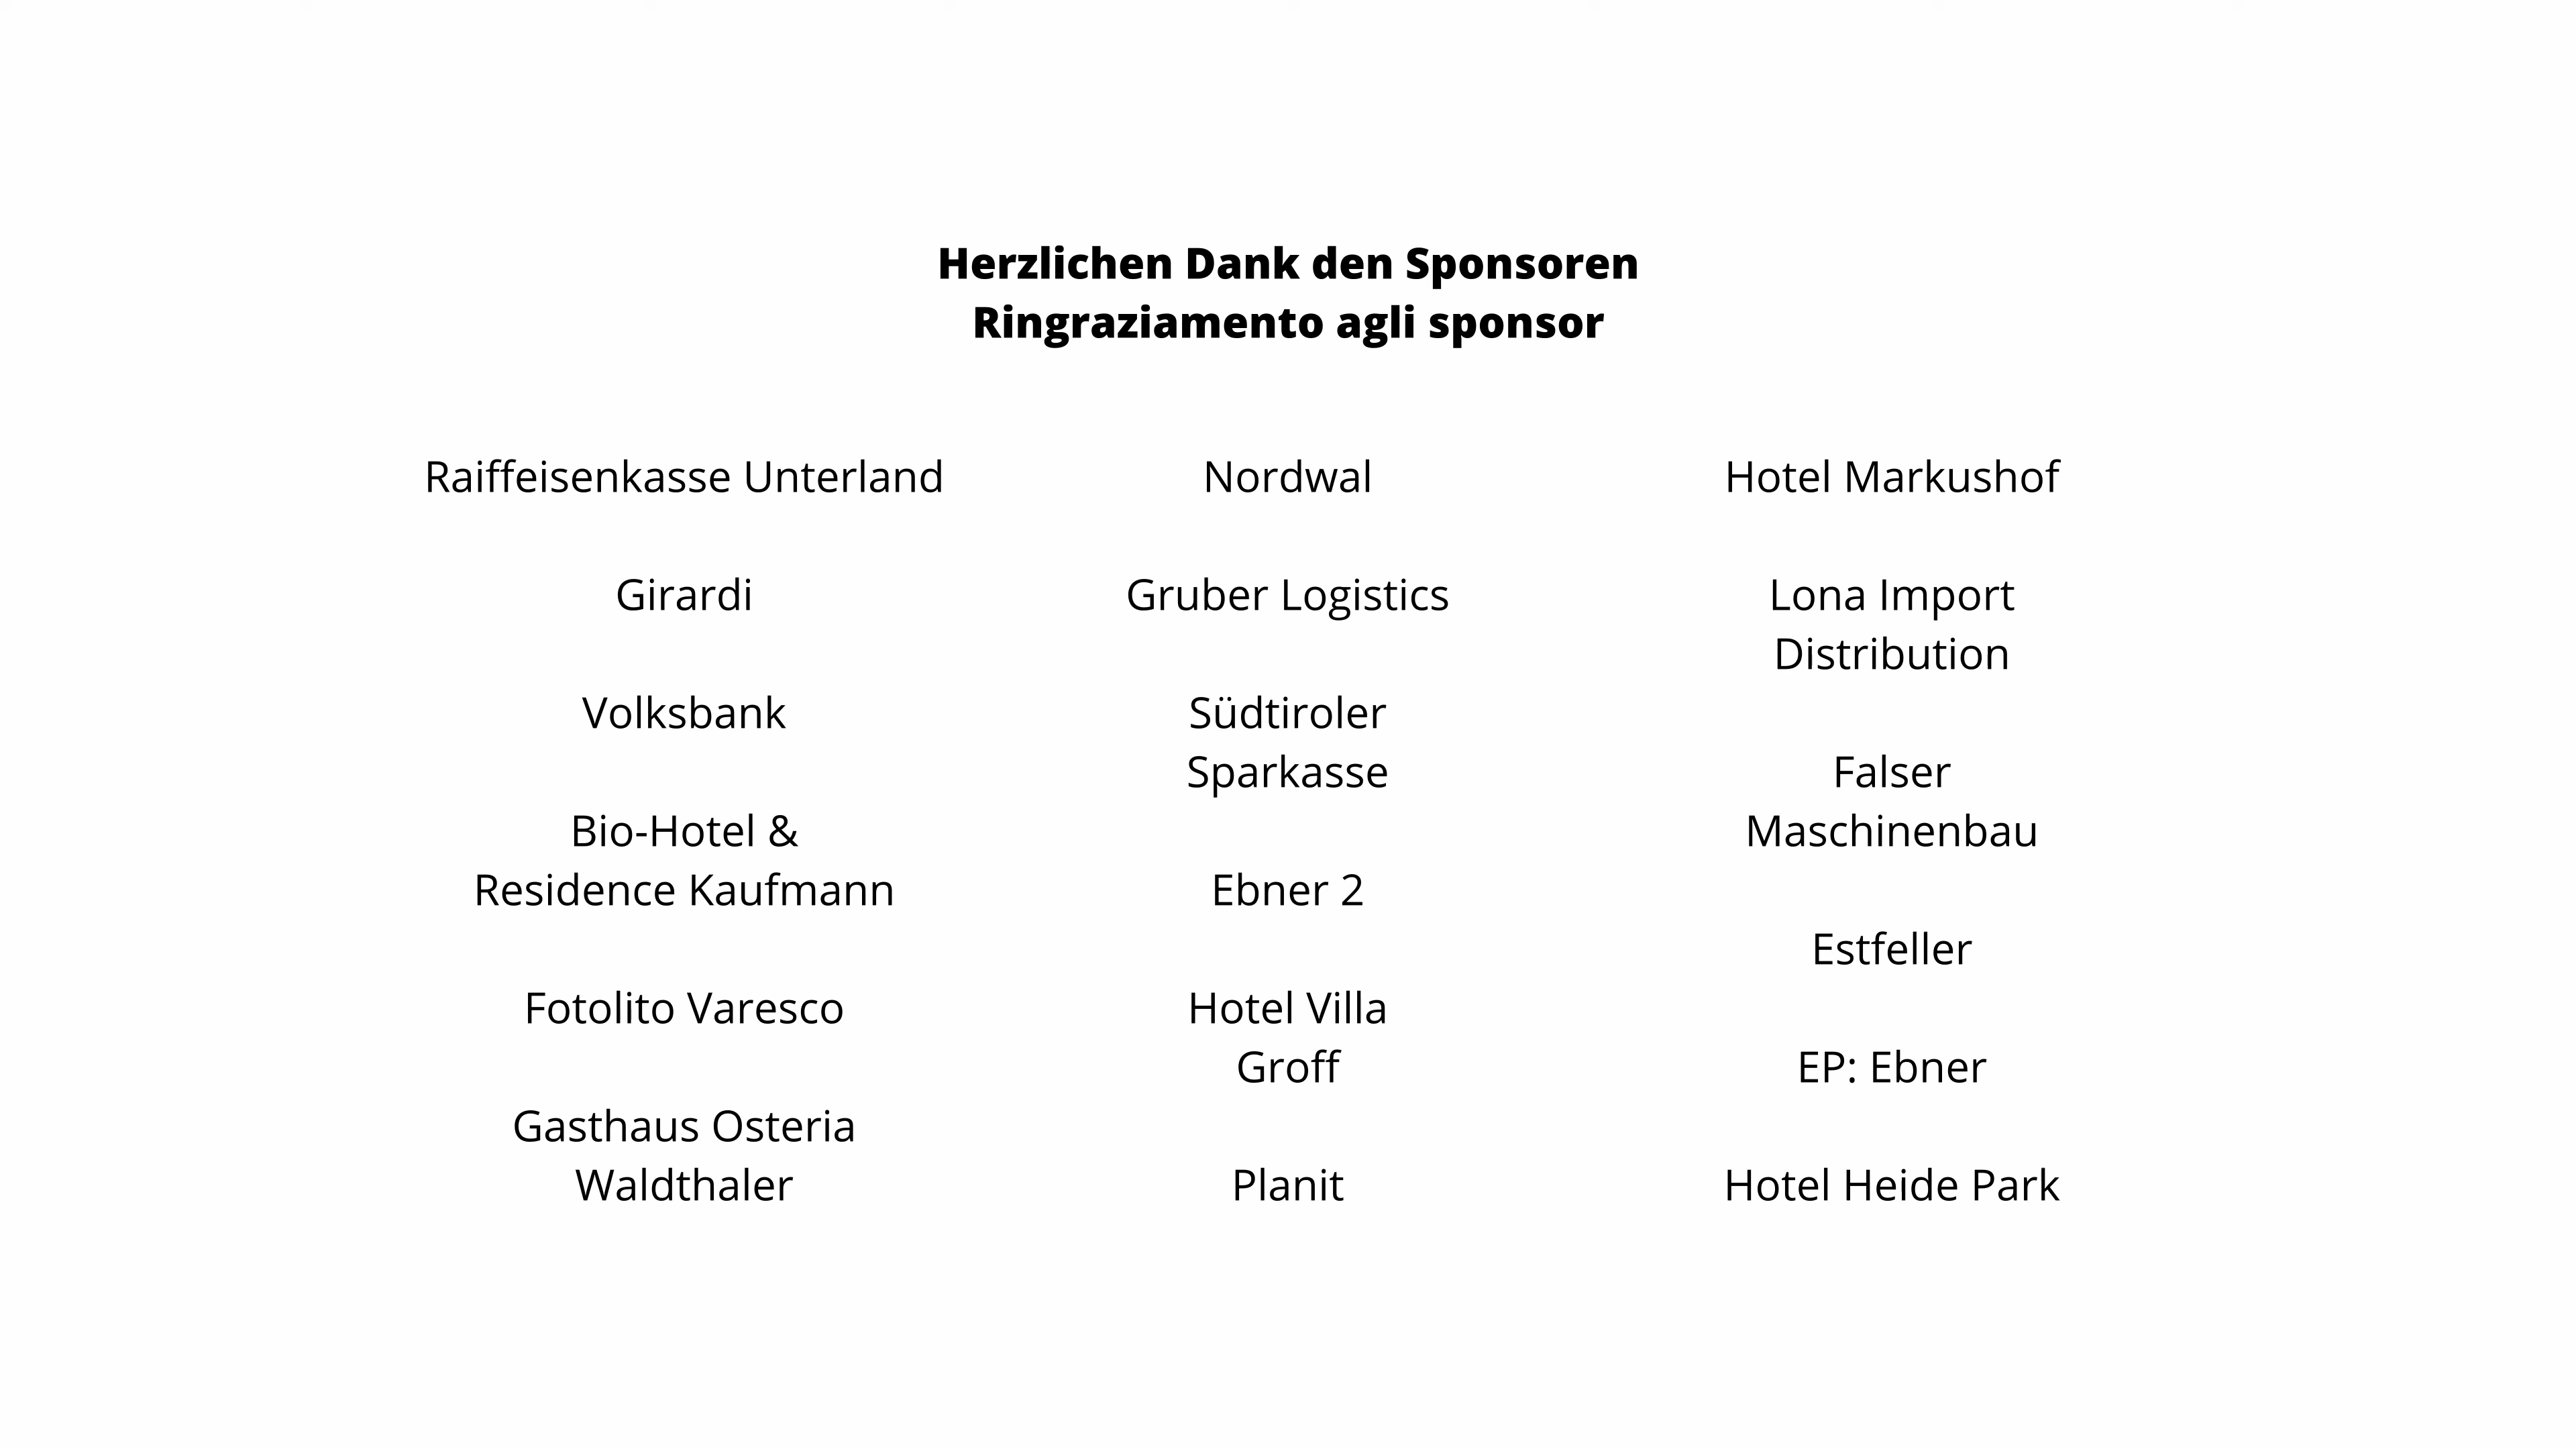 Herzlichen Dank den Sponsoren
Ringraziamento agli sponsor
Raiffeisenkasse Unterland
Girardi
Volksbank
Bio-Hotel &
Residence Kaufmann
Fotolito Varesco
Gasthaus Osteria
Waldthaler
Nordwal
Gruber Logistics
Südtiroler
Sparkasse
Ebner 2
Hotel Villa
Groff
Planit
Hotel Markushof
Lona Import
Distribution
Falser
Maschinenbau
Estfeller
EP: Ebner
Hotel Heide Park